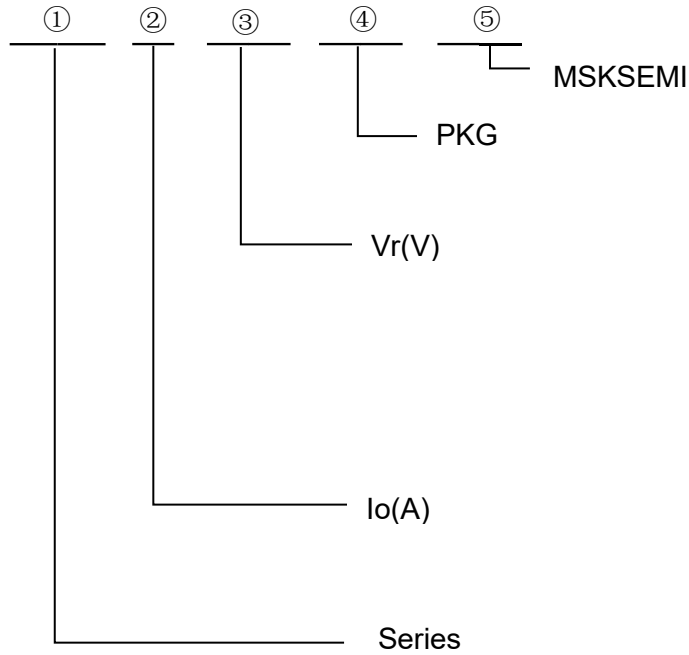 ① ② ③ ④ ⑤
MSKSEMI
PKG
Vr(V)
Io(A)
Series